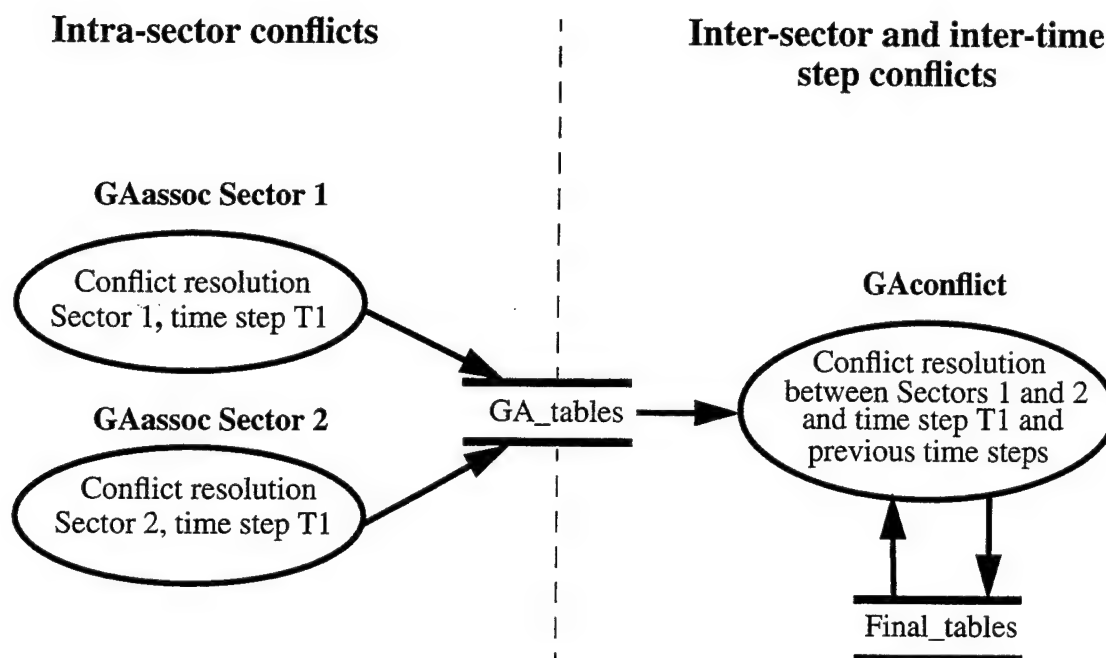 Intra-sector conflicts
Inter-sector and inter-time
step conflicts
GAassoc Sector 1
Conflict resolution
Sector 1, time step T1
GAassoc Sector 2
Conflict resolution
Sector 2, time step T1
GA_tables
GAconflict
Conflict resolution
between Sectors 1 and 2
and time step T1 and
previous time steps
Final_tables